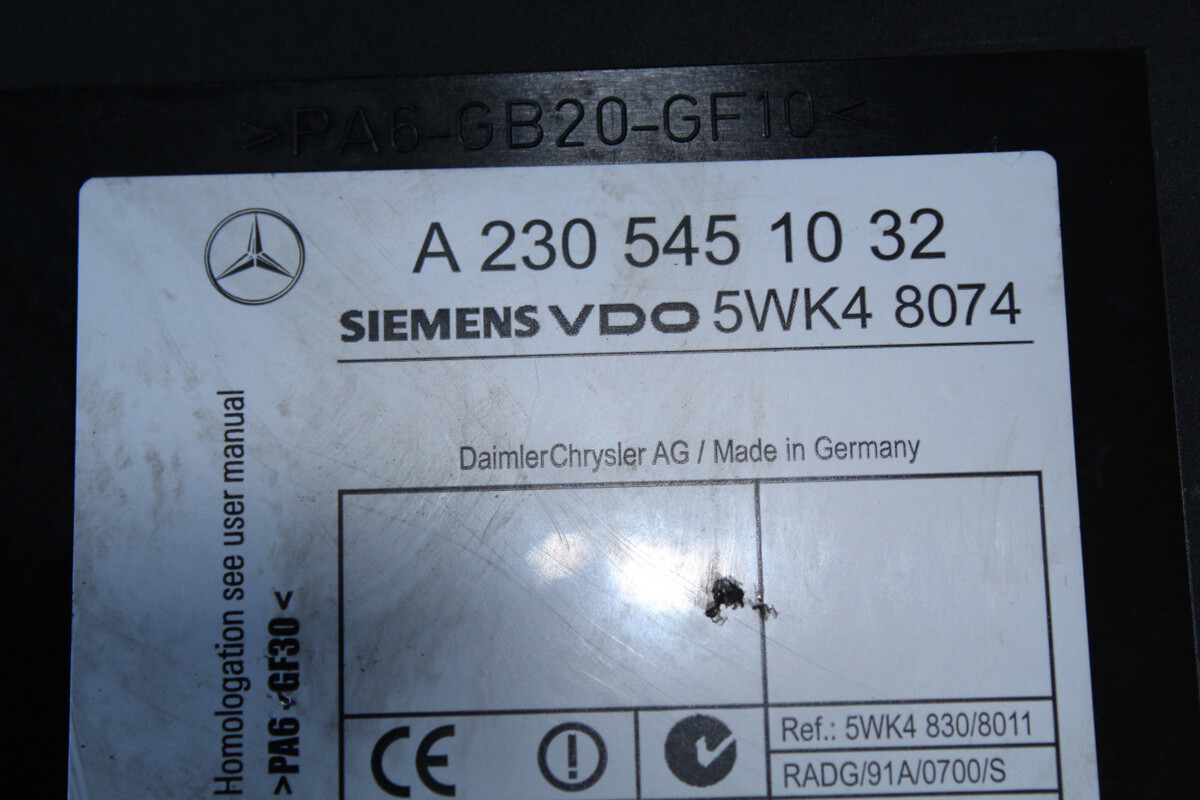 >PA6-GB20-GF10<
A 230 545 10 32
SIEMENS VDO 5WK4 8074
DaimlerChrysler AG / Made in Germany
Homologation see user manual
>PA6-GF30<
CE
Ref.: 5WK4 830/8011
RADG/91A/0700/S